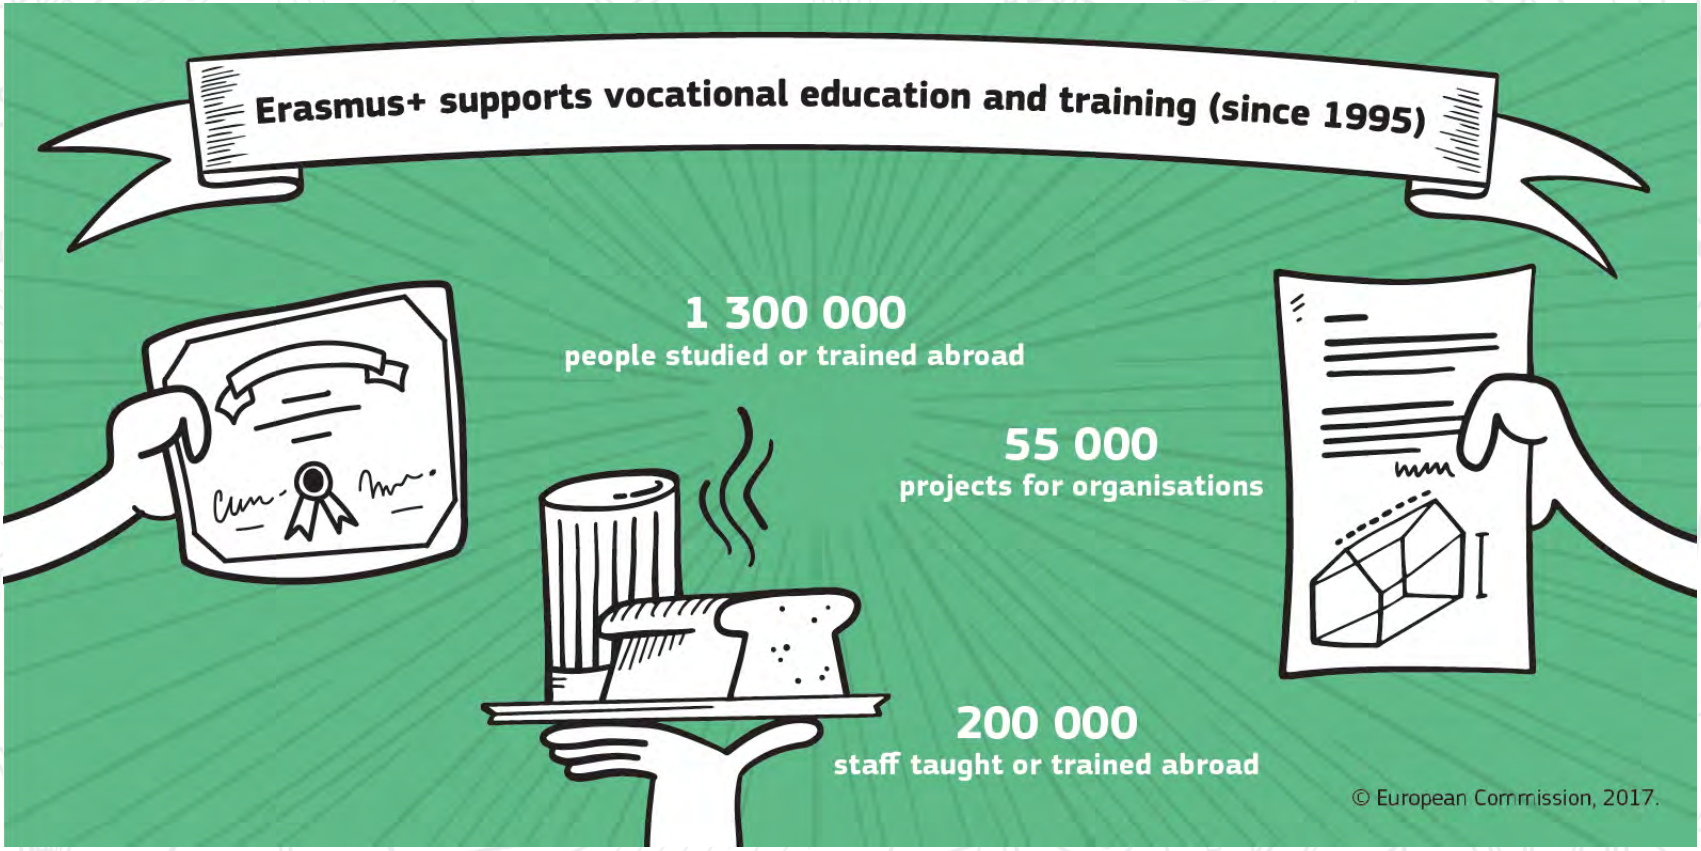 Erasmus+ supports vocational education and training (since 1995)
1 300 000
people studied or trained abroad
55 000
projects for organisations
200 000
staff taught or trained abroad
© European Commission, 2017.